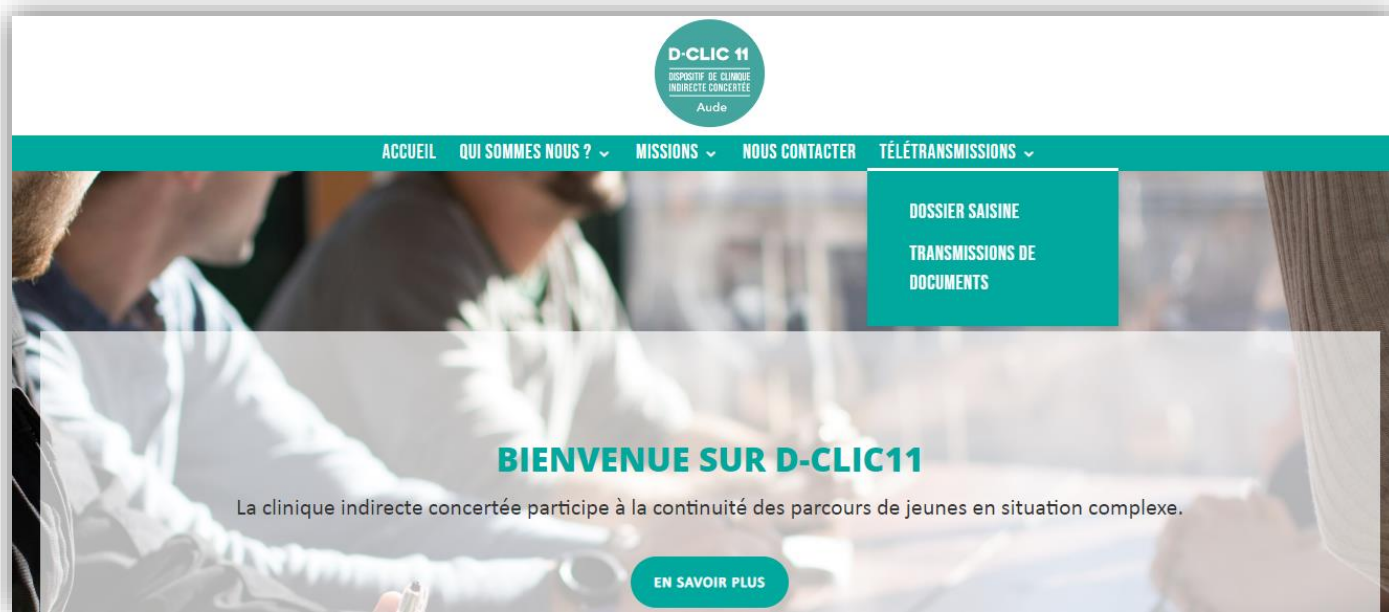 D-CLIC 11
DISPOSITIF DE CLINIQUE
INDIRECTE CONCERTÉE
Aude
ACCUEIL QUI SOMMES NOUS ? MISSIONS NOUS CONTACTER TÉLÉTRANSMISSIONS
DOSSIER SAISINE
TRANSMISSIONS DE
DOCUMENTS
BIENVENUE SUR D-CLIC11
La clinique indirecte concertée participe à la continuité des parcours de jeunes en situation complexe.
EN SAVOIR PLUS